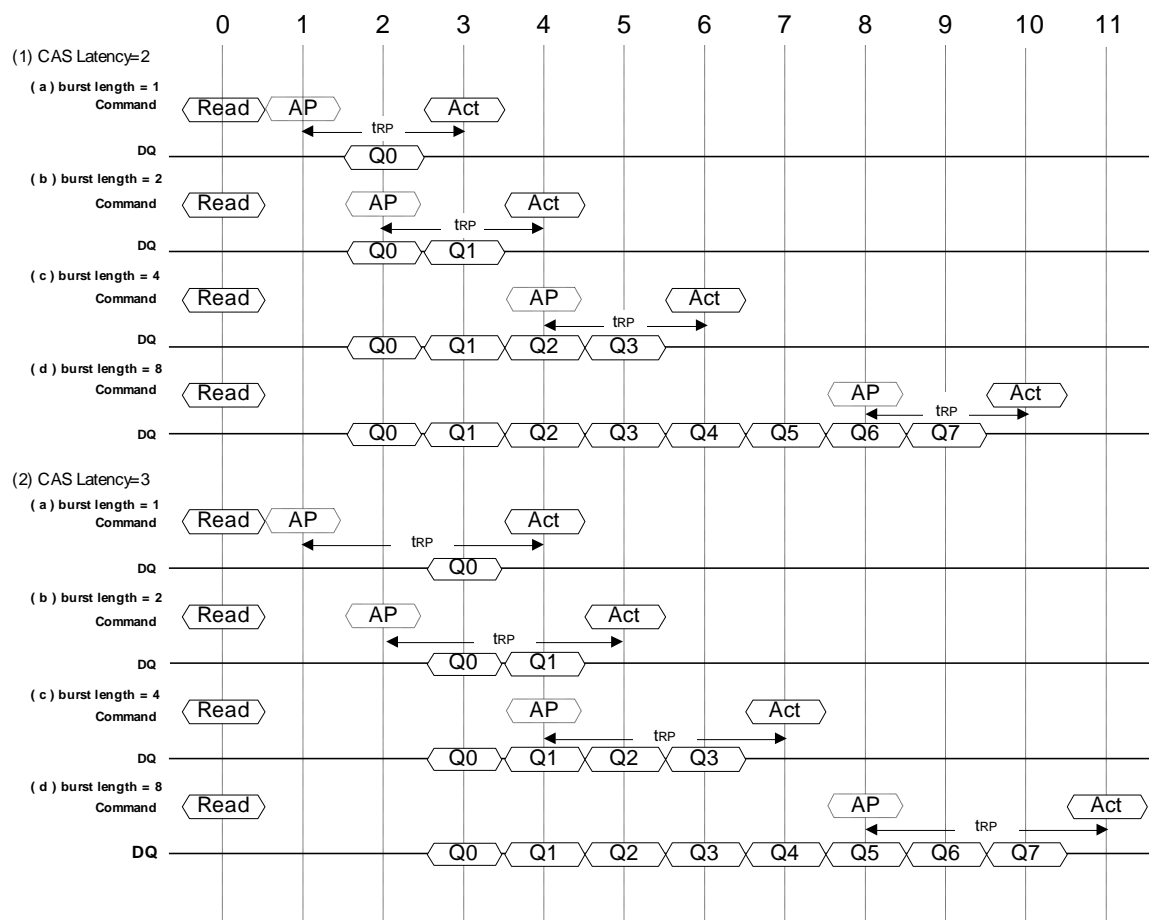 0 1 2 3 4 5 6 7 8 9 10 11
(1) CAS Latency=2
( a ) burst length = 1
Command Read AP Act
tRP
DQ Q0
( b ) burst length = 2
Command Read AP Act
tRP
DQ Q0 Q1
( c ) burst length = 4
Command Read AP Act
tRP
DQ Q0 Q1 Q2 Q3
( d ) burst length = 8
Command Read AP Act
tRP
DQ Q0 Q1 Q2 Q3 Q4 Q5 Q6 Q7
(2) CAS Latency=3
( a ) burst length = 1
Command Read AP Act
tRP
DQ Q0
( b ) burst length = 2
Command Read AP Act
tRP
DQ Q0 Q1
( c ) burst length = 4
Command Read AP Act
tRP
DQ Q0 Q1 Q2 Q3
( d ) burst length = 8
Command Read AP Act
tRP
DQ Q0 Q1 Q2 Q3 Q4 Q5 Q6 Q7